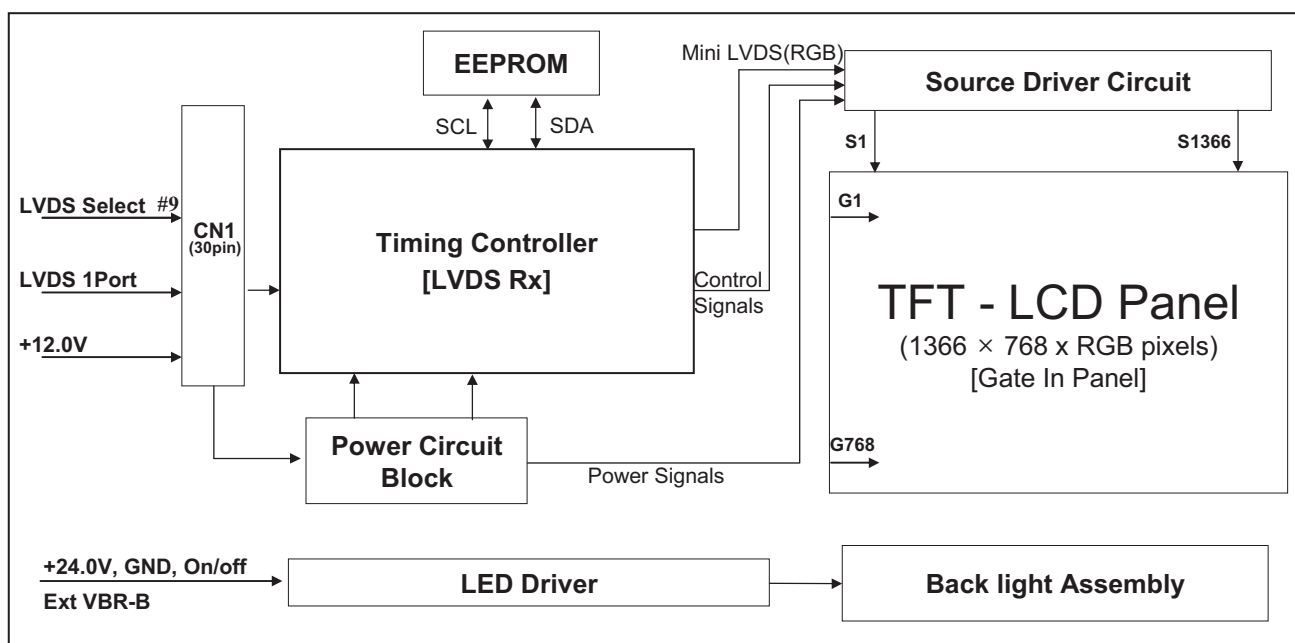 EEPROM
SCL
SDA
Mini LVDS(RGB)
Source Driver Circuit
S1
S1366
LVDS Select #9
LVDS 1Port
+12.0V
CN1
(30pin)
Timing Controller
[LVDS Rx]
Control
Signals
G1
TFT - LCD Panel
(1366 × 768 x RGB pixels)
[Gate In Panel]
G768
Power Circuit
Block
Power Signals
+24.0V, GND, On/off
Ext VBR-B
LED Driver
Back light Assembly